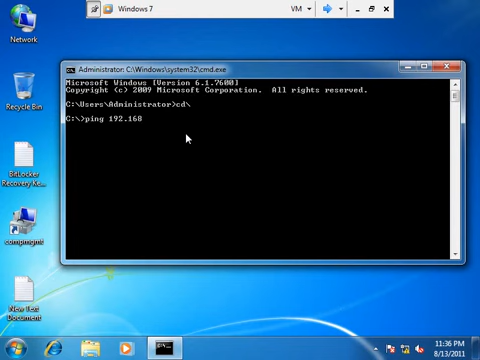 Windows 7
VM
Network
Recycle Bin
BitLocker
Recovery Ke...
compmgmt
New Text
Document
Administrator: C:\Windows\system32\cmd.exe
Microsoft Windows [Version 6.1.7600]
Copyright (c) 2009 Microsoft Corporation.  All rights reserved.
C:\Users\Administrator>cd\
C:\>ping 192.168
11:36 PM
8/13/2011